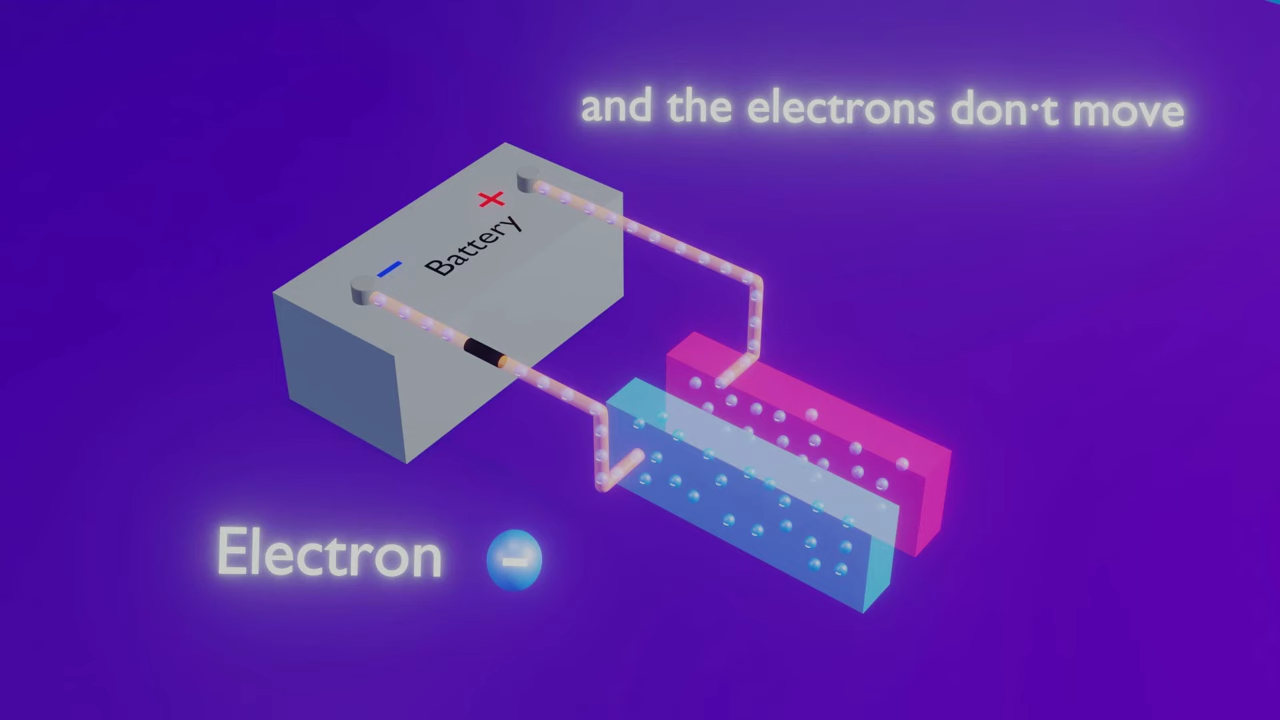 and the electrons don·t move
+
Battery
−
Electron
−